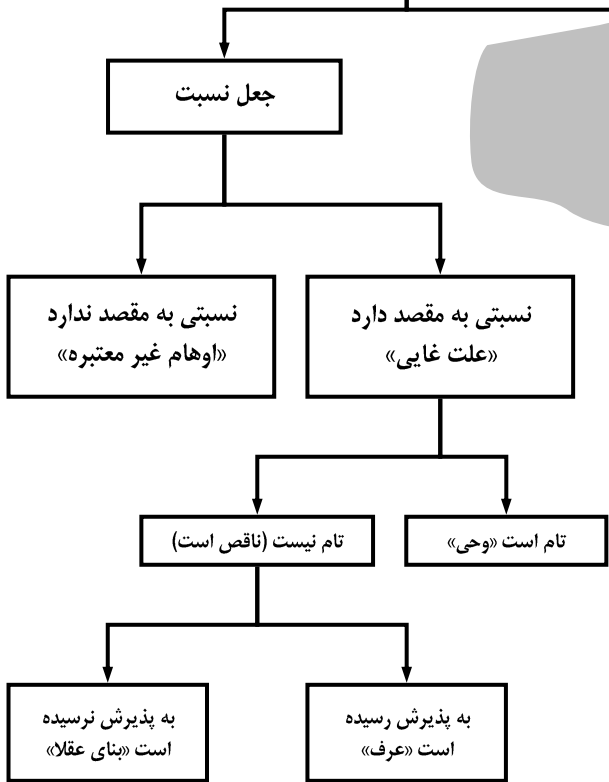 جعل نسبت
نسبتی به مقصد دارد
«علت غایی»
نسبتی به مقصد ندارد
«اوهام غیر معتبره»
تام است «وحی»
تام نیست (ناقص است)
به پذیرش رسیده
است «عرف»
به پذیرش نرسیده
است «بنای عقلا»